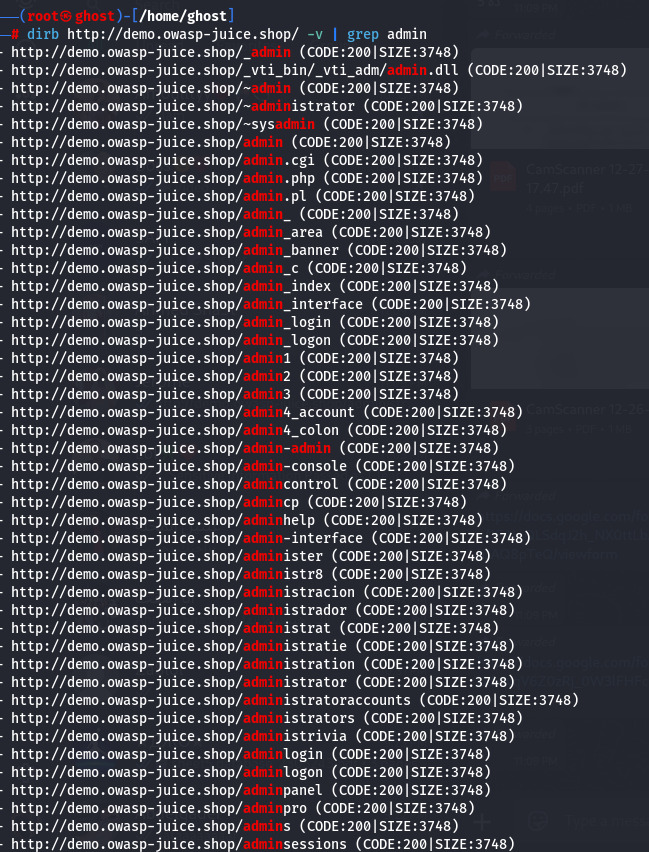 (root㉿ghost)-[/home/ghost]
# dirb http://demo.owasp-juice.shop/ -v | grep admin
- http://demo.owasp-juice.shop/_admin (CODE:200|SIZE:3748)
- http://demo.owasp-juice.shop/_vti_bin/_vti_adm/admin.dll (CODE:200|SIZE:3748)
- http://demo.owasp-juice.shop/~admin (CODE:200|SIZE:3748)
- http://demo.owasp-juice.shop/~administrator (CODE:200|SIZE:3748)
- http://demo.owasp-juice.shop/~sysadmin (CODE:200|SIZE:3748)
- http://demo.owasp-juice.shop/admin (CODE:200|SIZE:3748)
- http://demo.owasp-juice.shop/admin.cgi (CODE:200|SIZE:3748)
- http://demo.owasp-juice.shop/admin.php (CODE:200|SIZE:3748)
- http://demo.owasp-juice.shop/admin.pl (CODE:200|SIZE:3748)
- http://demo.owasp-juice.shop/admin_ (CODE:200|SIZE:3748)
- http://demo.owasp-juice.shop/admin_area (CODE:200|SIZE:3748)
- http://demo.owasp-juice.shop/admin_banner (CODE:200|SIZE:3748)
- http://demo.owasp-juice.shop/admin_c (CODE:200|SIZE:3748)
- http://demo.owasp-juice.shop/admin_index (CODE:200|SIZE:3748)
- http://demo.owasp-juice.shop/admin_interface (CODE:200|SIZE:3748)
- http://demo.owasp-juice.shop/admin_login (CODE:200|SIZE:3748)
- http://demo.owasp-juice.shop/admin_logon (CODE:200|SIZE:3748)
- http://demo.owasp-juice.shop/admin1 (CODE:200|SIZE:3748)
- http://demo.owasp-juice.shop/admin2 (CODE:200|SIZE:3748)
- http://demo.owasp-juice.shop/admin3 (CODE:200|SIZE:3748)
- http://demo.owasp-juice.shop/admin4_account (CODE:200|SIZE:3748)
- http://demo.owasp-juice.shop/admin4_colon (CODE:200|SIZE:3748)
- http://demo.owasp-juice.shop/admin-admin (CODE:200|SIZE:3748)
- http://demo.owasp-juice.shop/admin-console (CODE:200|SIZE:3748)
- http://demo.owasp-juice.shop/admincontrol (CODE:200|SIZE:3748)
- http://demo.owasp-juice.shop/admincp (CODE:200|SIZE:3748)
- http://demo.owasp-juice.shop/adminhelp (CODE:200|SIZE:3748)
- http://demo.owasp-juice.shop/admin-interface (CODE:200|SIZE:3748)
- http://demo.owasp-juice.shop/administer (CODE:200|SIZE:3748)
- http://demo.owasp-juice.shop/administr8 (CODE:200|SIZE:3748)
- http://demo.owasp-juice.shop/administracion (CODE:200|SIZE:3748)
- http://demo.owasp-juice.shop/administrador (CODE:200|SIZE:3748)
- http://demo.owasp-juice.shop/administrat (CODE:200|SIZE:3748)
- http://demo.owasp-juice.shop/administratie (CODE:200|SIZE:3748)
- http://demo.owasp-juice.shop/administration (CODE:200|SIZE:3748)
- http://demo.owasp-juice.shop/administrator (CODE:200|SIZE:3748)
- http://demo.owasp-juice.shop/administratoraccounts (CODE:200|SIZE:3748)
- http://demo.owasp-juice.shop/administrators (CODE:200|SIZE:3748)
- http://demo.owasp-juice.shop/administrivia (CODE:200|SIZE:3748)
- http://demo.owasp-juice.shop/adminlogin (CODE:200|SIZE:3748)
- http://demo.owasp-juice.shop/adminlogon (CODE:200|SIZE:3748)
- http://demo.owasp-juice.shop/adminpanel (CODE:200|SIZE:3748)
- http://demo.owasp-juice.shop/adminpro (CODE:200|SIZE:3748)
- http://demo.owasp-juice.shop/admins (CODE:200|SIZE:3748)
- http://demo.owasp-juice.shop/adminsessions (CODE:200|SIZE:3748)